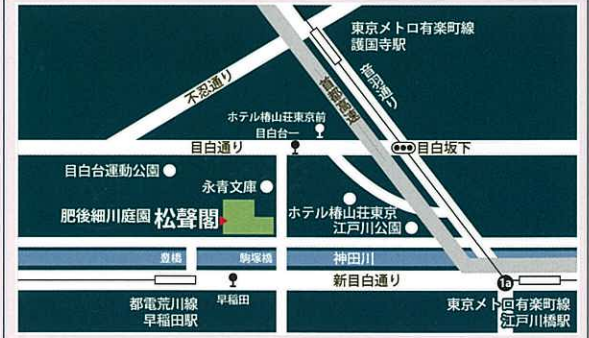 東京メトロ有楽町線
護国寺駅
音羽通り
首都高速
不忍通り
ホテル椿山荘東京前
目白台一
目白通り
目白坂下
目白台運動公園
永青文庫
肥後細川庭園 松聲閣
ホテル椿山荘東京
江戸川公園
豊橋
駒塚橋
神田川
新目白通り
早稲田
都電荒川線
早稲田駅
1a
東京メトロ有楽町線
江戸川橋駅